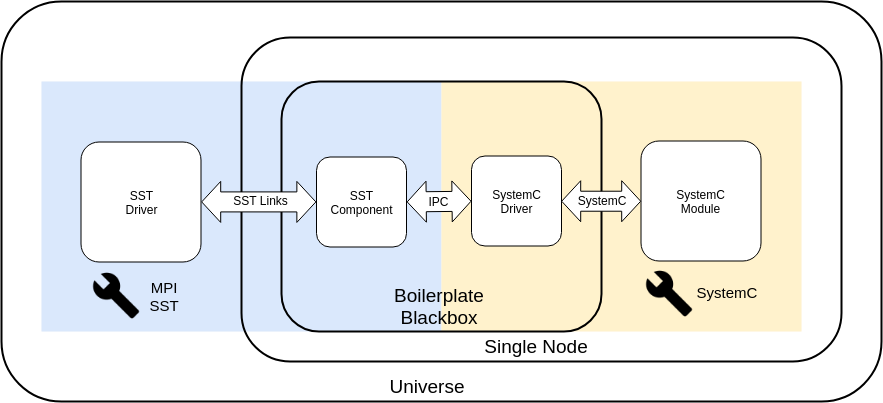 SST
Driver
SST Links
SST
Component
IPC
SystemC
Driver
SystemC
SystemC
Module
MPI
SST
SystemC
Boilerplate
Blackbox
Single Node
Universe